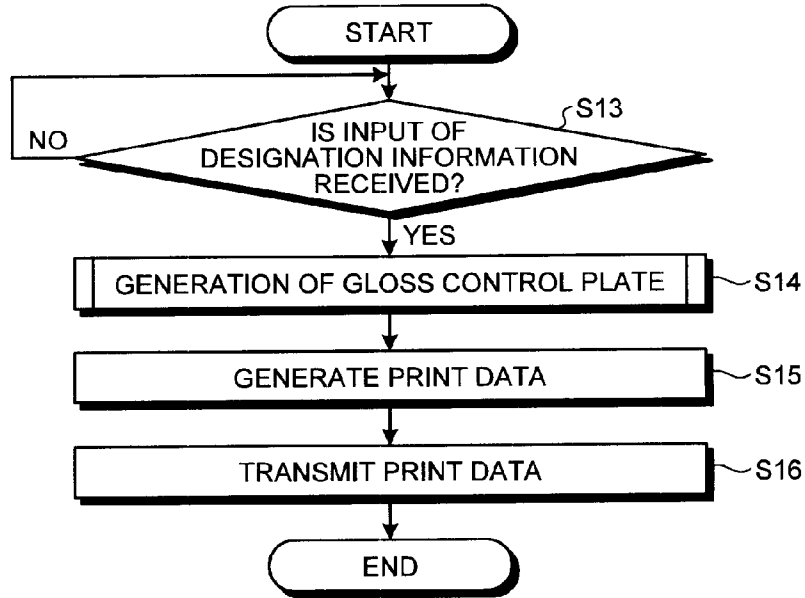 START
S13
NO
IS INPUT OF
DESIGNATION INFORMATION
RECEIVED?
YES
GENERATION OF GLOSS CONTROL PLATE
S14
GENERATE PRINT DATA
S15
TRANSMIT PRINT DATA
S16
END